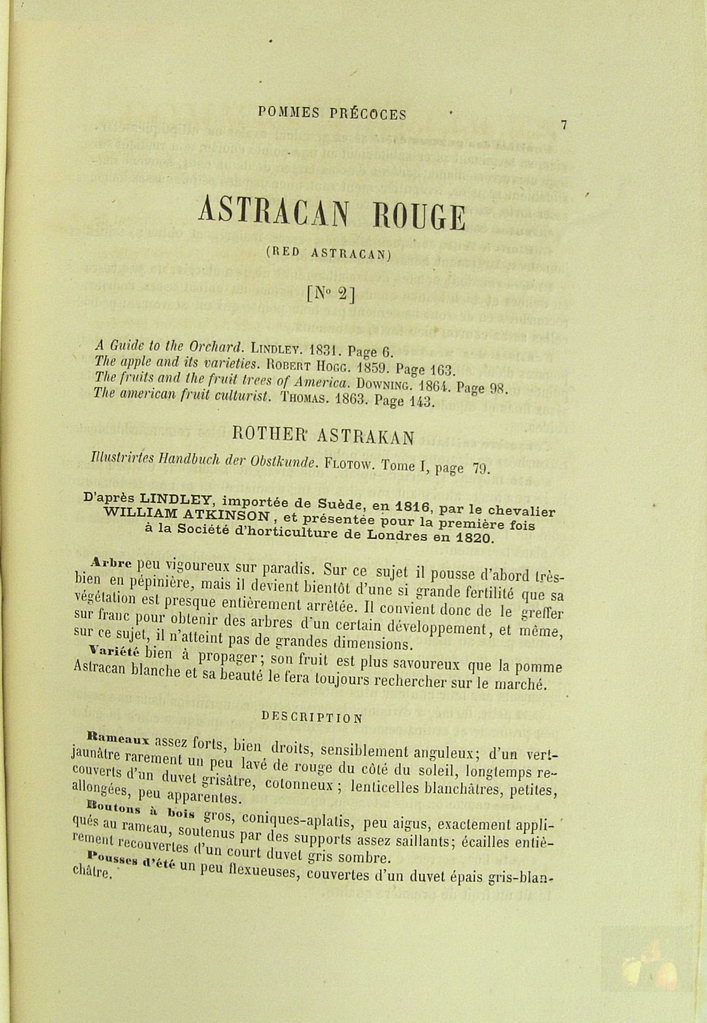 POMMES PRÉCOCES
7
ASTRACAN ROUGE
(RED ASTRACAN)
[No 2]
A Guide to the Orchard. LINDLEY. 1831. Page 6.
The apple and its varieties. ROBERT HOGG. 1859. Page 163.
The fruits and the fruit trees of America. DOWNING. 1864. Page 98.
The american fruit culturist. THOMAS. 1863. Page 143.
ROTHER ASTRAKAN
Illustrirtes Handbuch der Obstkunde. FLOTOW. Tome I, page 79.
D'après LINDLEY, importée de Suède, en 1816, par le chevalier
WILLIAM ATKINSON, et présentée pour la première fois
à la Société d'horticulture de Londres en 1820.
Arbre peu vigoureux sur paradis. Sur ce sujet il pousse d'abord très-
bien en pépinière, mais il devient bientôt d'une si grande fertilité que sa
végétation est presque entièrement arrêtée. Il convient donc de le greffer
sur franc pour obtenir des arbres d'un certain développement, et même,
sur ce sujet, il n'atteint pas de grandes dimensions.
Variété bien à propager; son fruit est plus savoureux que la pomme
Astracan blanche et sa beauté le fera toujours rechercher sur le marché.
DESCRIPTION
Rameaux assez forts, bien droits, sensiblement anguleux; d'un vert-
jaunâtre rarement un peu lavé de rouge du côté du soleil, longtemps re-
couverts d'un duvet grisâtre, cotonneux; lenticelles blanchâtres, petites,
allongées, peu apparentes.
Boutons à bois gros, coniques-aplatis, peu aigus, exactement appli-
qués au rameau, soutenus par des supports assez saillants; écailles entiè-
rement recouvertes d'un court duvet gris sombre.
Pousses d'été un peu flexueuses, couvertes d'un duvet épais gris-blan-
châtre.